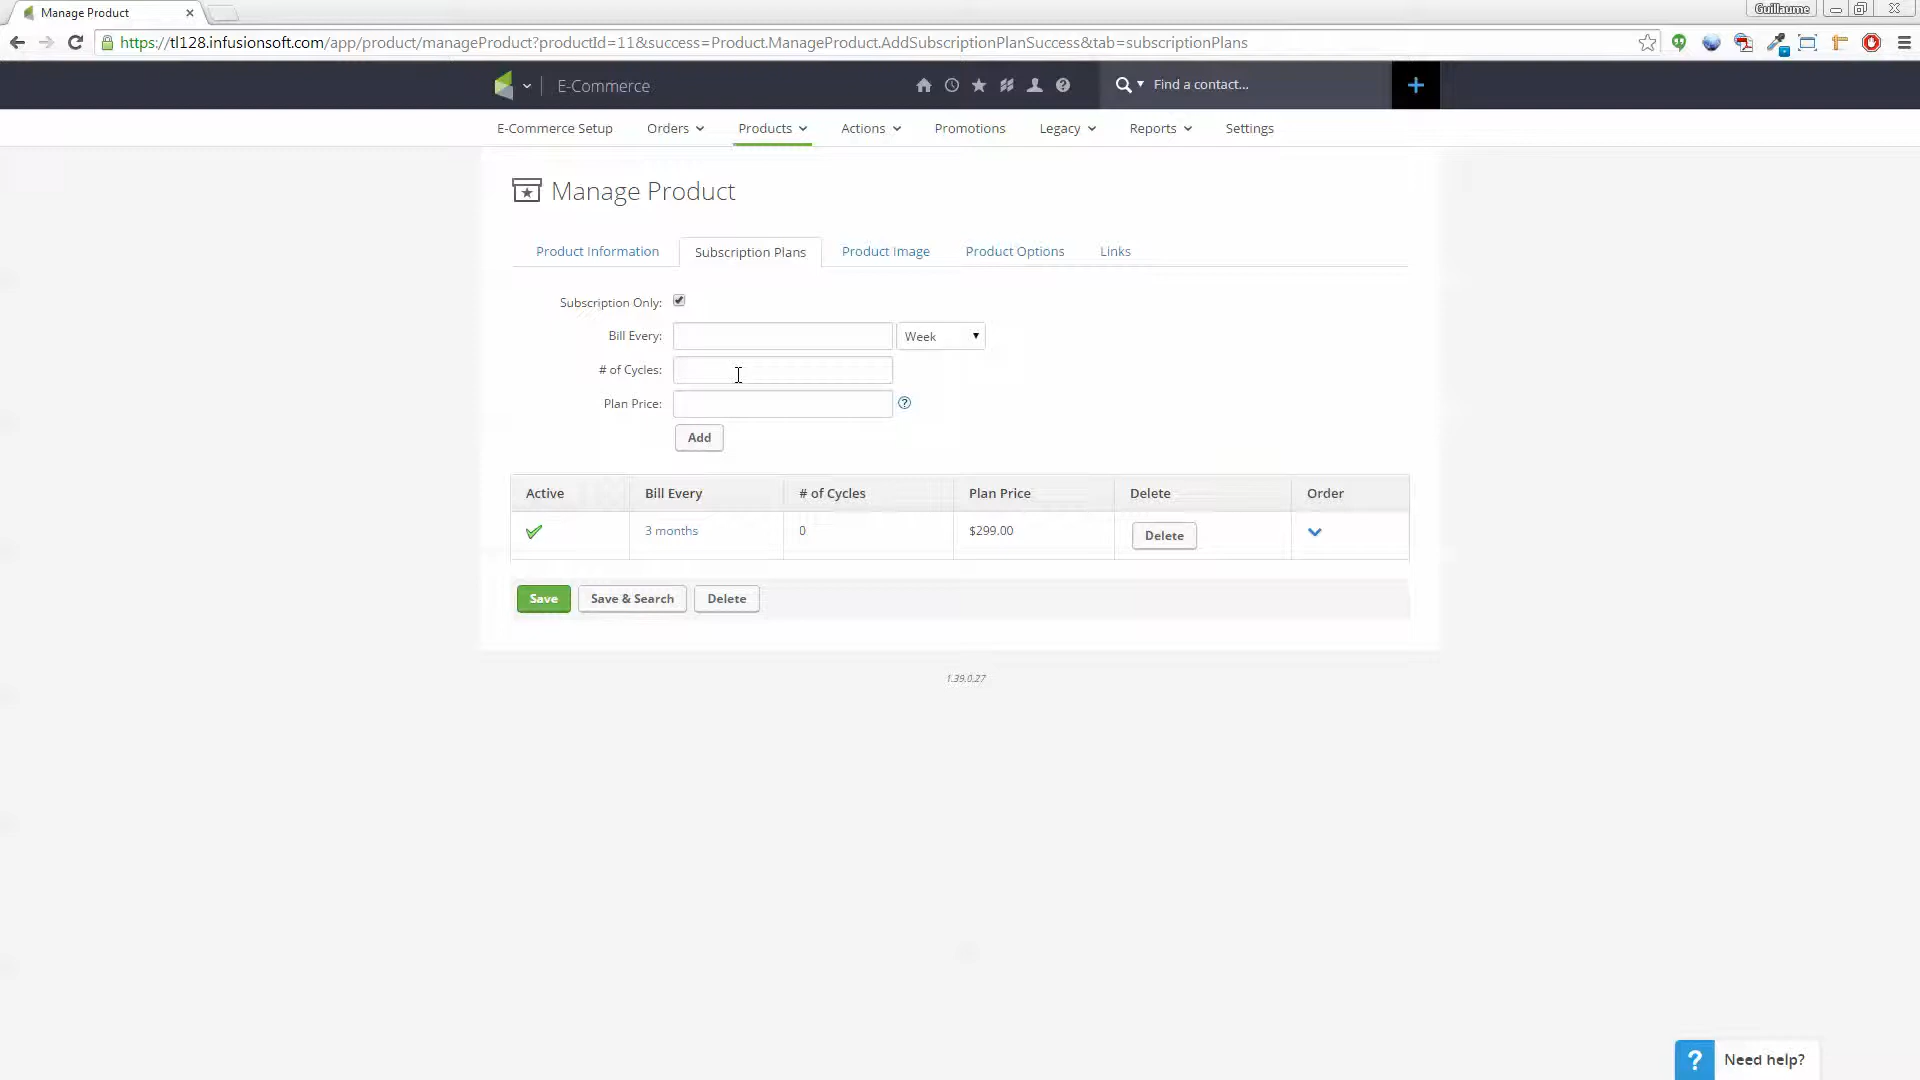 Manage Product
Guillaume
https://tl128.infusionsoft.com/app/product/manageProduct?productId=11&success=Product.ManageProduct.AddSubscriptionPlanSuccess&tab=subscriptionPlans
E-Commerce
Find a contact...
E-Commerce Setup Orders Products Actions Promotions Legacy Reports Settings
Manage Product
Product Information Subscription Plans Product Image Product Options Links
Subscription Only:
Bill Every: Week
# of Cycles:
Plan Price:
Add
Active Bill Every # of Cycles Plan Price Delete Order
3 months 0 $299.00 Delete
Save Save & Search Delete
1.39.0.27
? Need help?